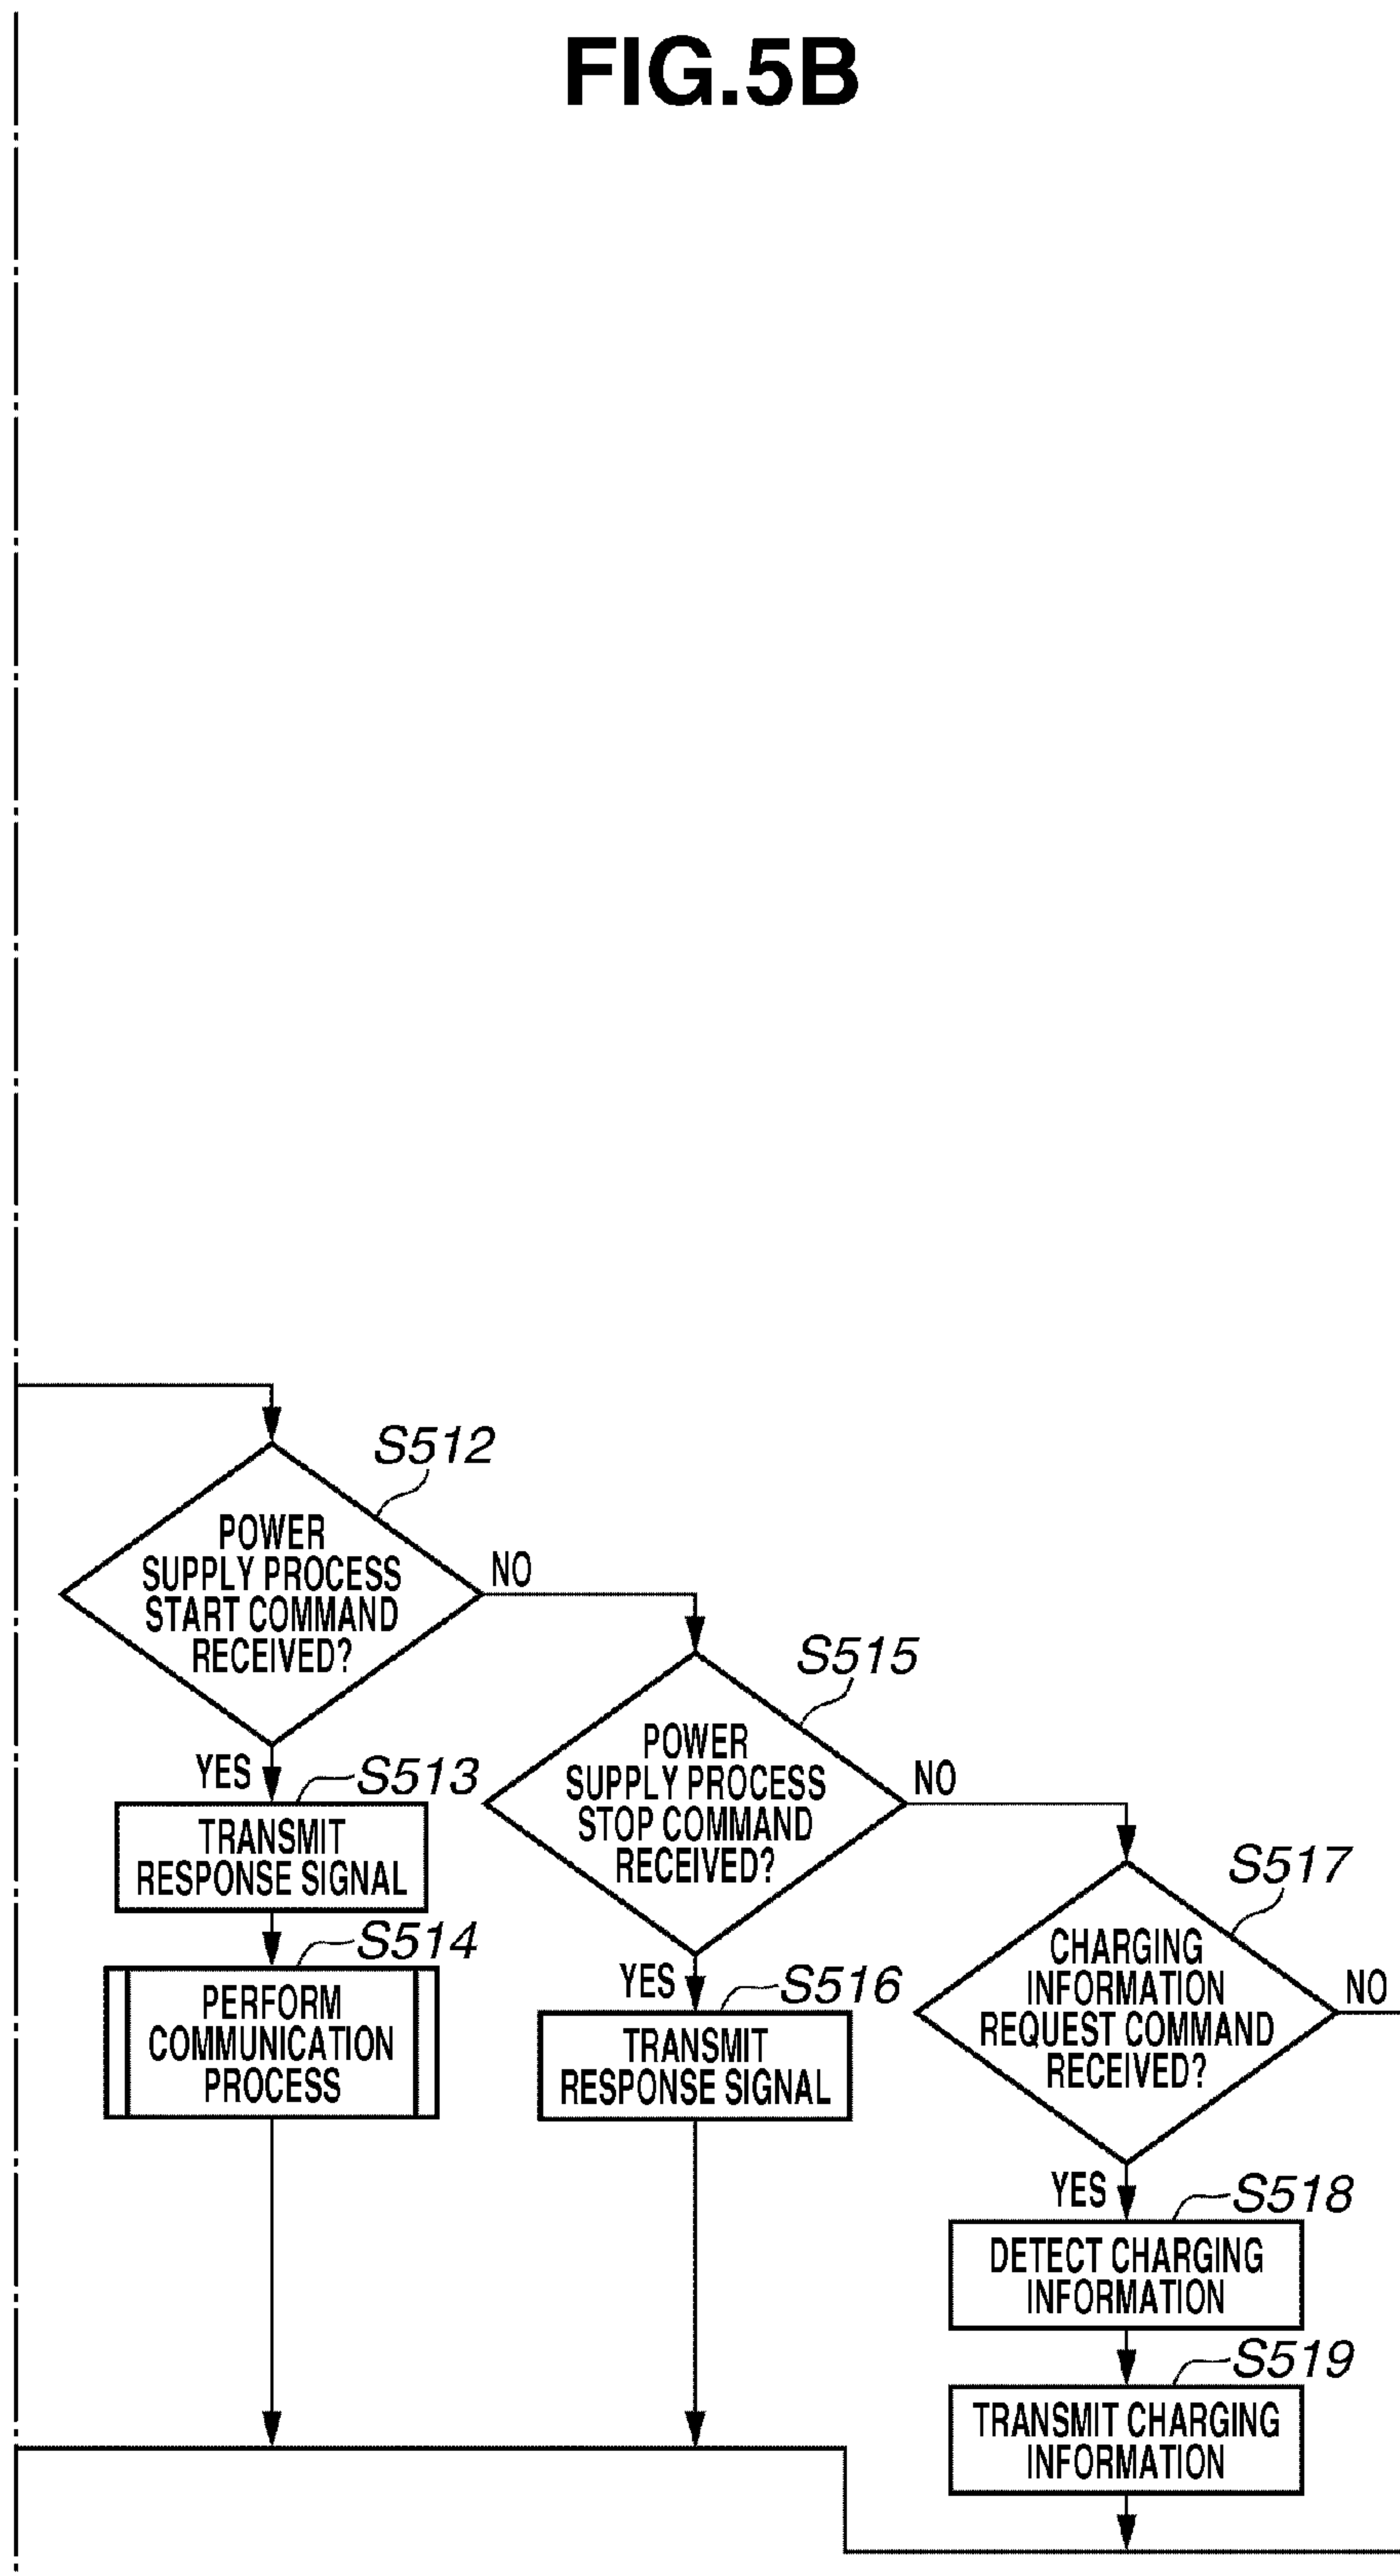 FIG.5B
S512
POWER
SUPPLY PROCESS
START COMMAND
RECEIVED?
NO
YES
S513
TRANSMIT
RESPONSE SIGNAL
S514
PERFORM
COMMUNICATION
PROCESS
S515
POWER
SUPPLY PROCESS
STOP COMMAND
RECEIVED?
NO
YES
S516
TRANSMIT
RESPONSE SIGNAL
S517
CHARGING
INFORMATION
REQUEST COMMAND
RECEIVED?
NO
YES
S518
DETECT CHARGING
INFORMATION
S519
TRANSMIT CHARGING
INFORMATION